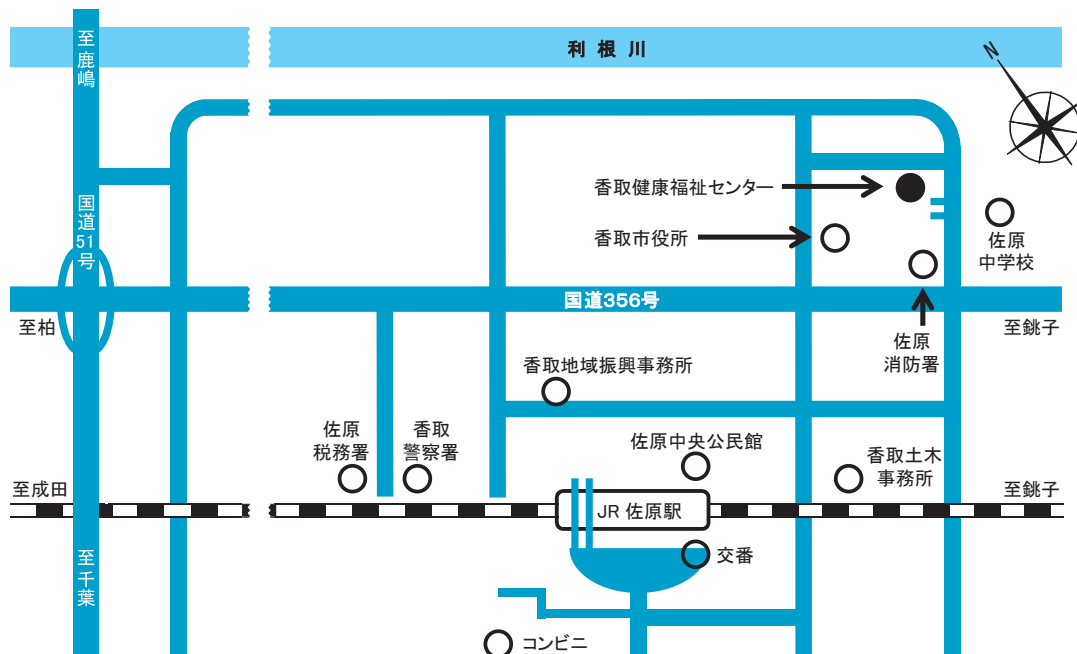 至鹿嶋
利根川
N
香取健康福祉センター
国道51号
香取市役所
佐原
中学校
国道356号
至柏
至銚子
佐原
消防署
香取地域振興事務所
佐原
税務署
香取
警察署
佐原中央公民館
香取土木
事務所
至成田
至銚子
JR 佐原駅
交番
至千葉
コンビニ